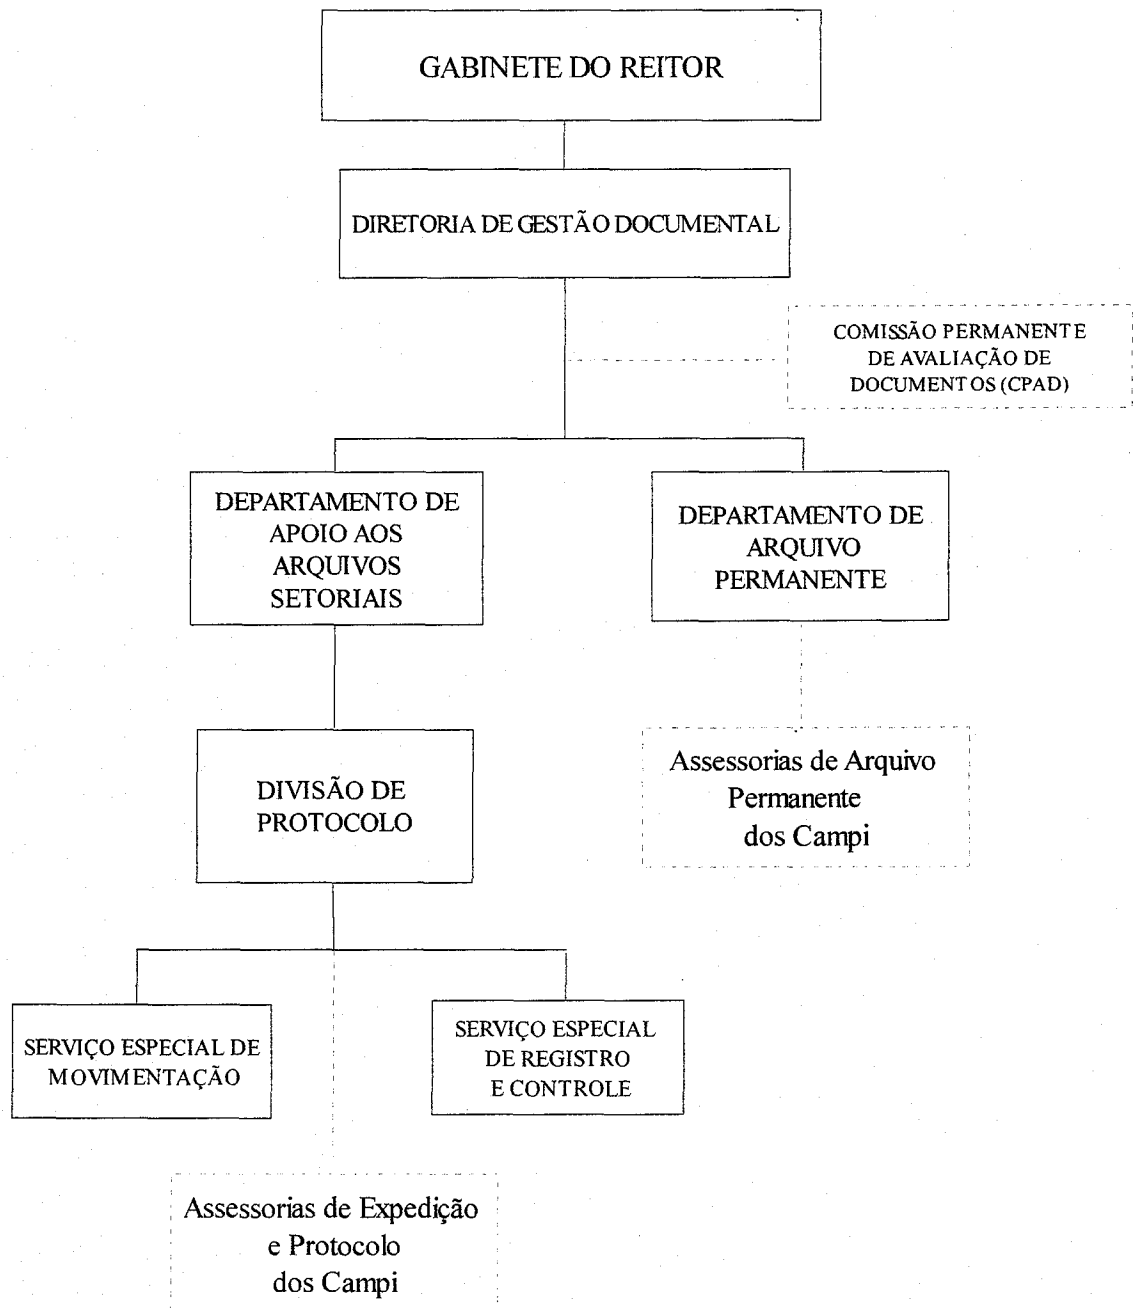 GABINETE DO REITOR
DIRETORIA DE GESTÃO DOCUMENTAL
COMISSÃO PERMANENTE
DE AVALIAÇÃO DE
DOCUMENTOS (CPAD)
DEPARTAMENTO DE
APOIO AOS
ARQUIVOS
SETORIAIS
DEPARTAMENTO DE
ARQUIVO
PERMANENTE
DIVISÃO DE
PROTOCOLO
Assessorias de Arquivo
Permanente
dos Campi
SERVIÇO ESPECIAL DE
MOVIMENTAÇÃO
SERVIÇO ESPECIAL
DE REGISTRO
E CONTROLE
Assessorias de Expedição
e Protocolo
dos Campi